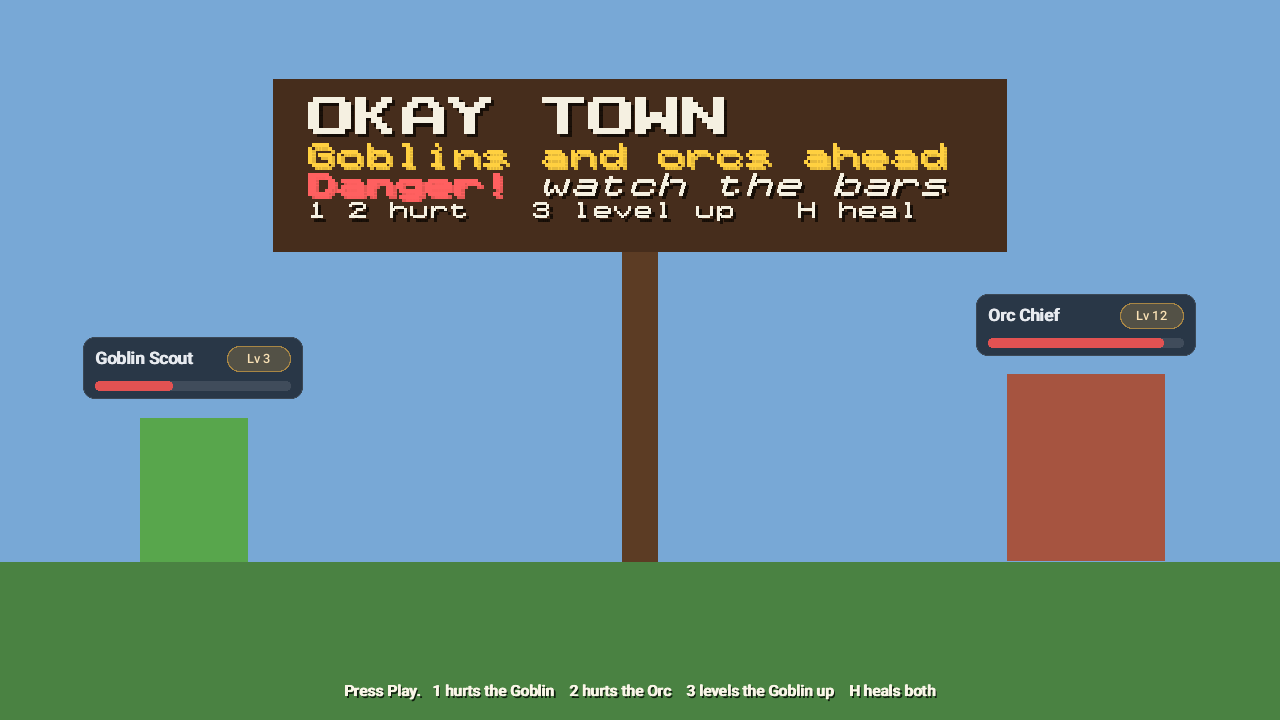 OKAY TOWN
Goblins and orcs ahead
Danger! watch the bars
1 2 hurt 3 level up H heal
Orc Chief Lv 12
Goblin Scout Lv 3
Press Play. 1 hurts the Goblin 2 hurts the Orc 3 levels the Goblin up H heals both